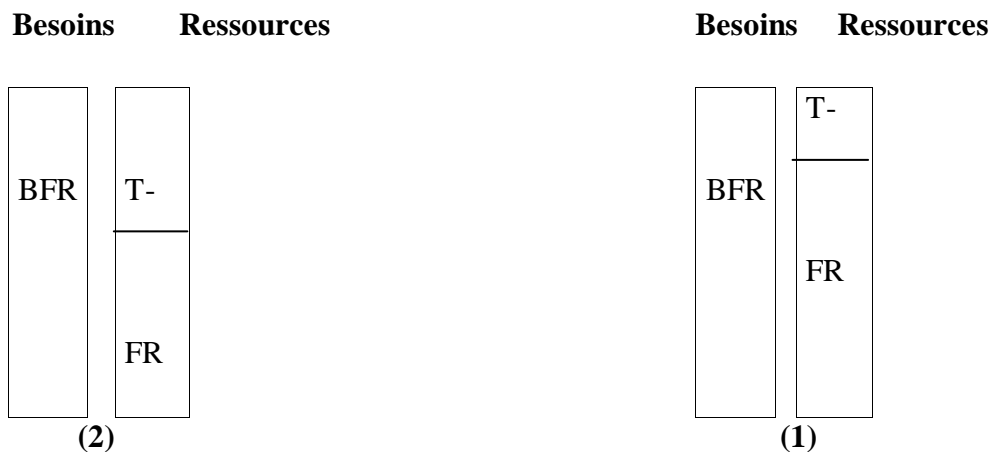 Besoins Ressources Besoins Ressources
T-
BFR T- BFR
FR
FR
(2) (1)